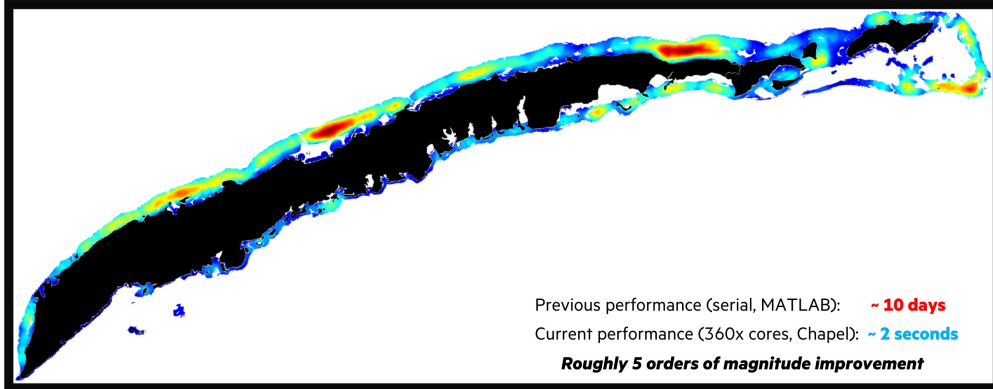 Previous performance (serial, MATLAB): ~ 10 days
Current performance (360x cores, Chapel): ~ 2 seconds
Roughly 5 orders of magnitude improvement